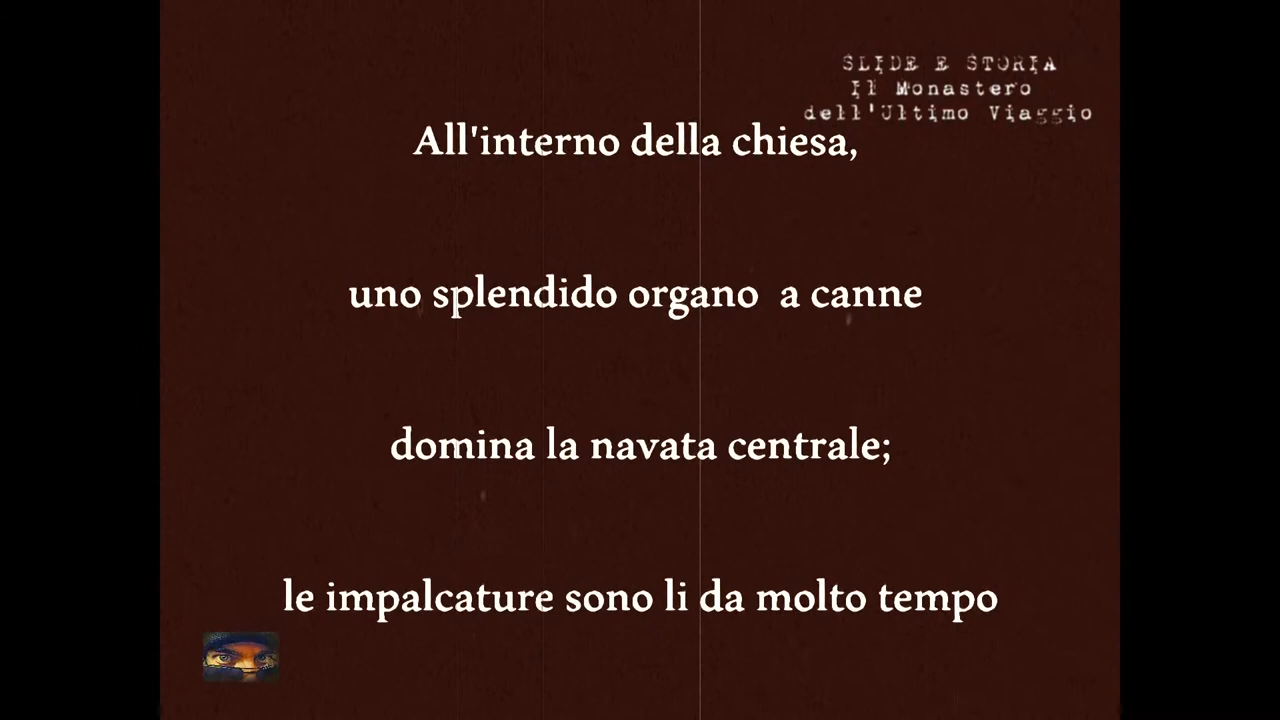 SLIDE E STORIA
Il Monastero
dell'Ultimo Viaggio
All'interno della chiesa,
uno splendido organo  a canne
domina la navata centrale;
le impalcature sono li da molto tempo